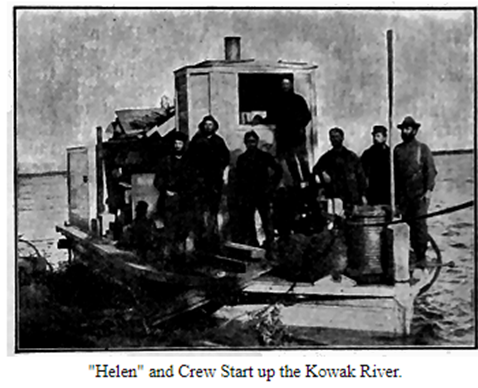 "Helen" and Crew Start up the Kowak River.